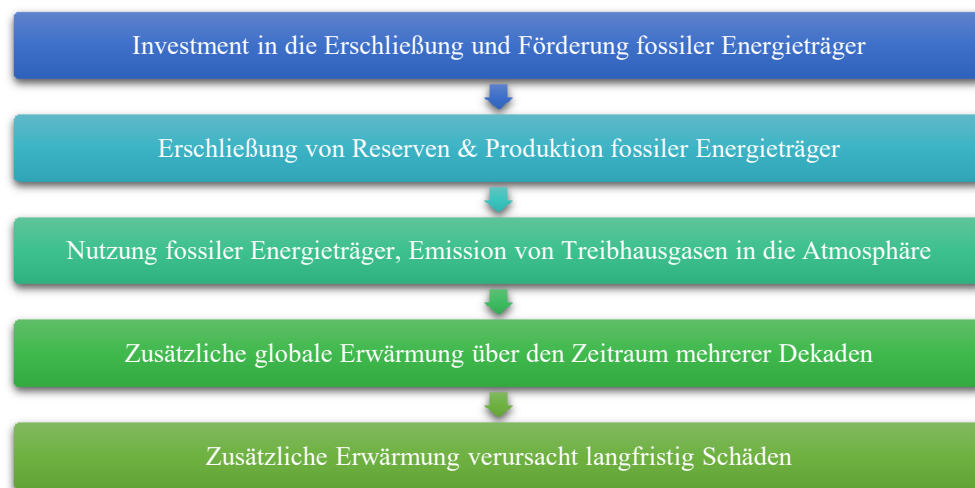 Investment in die Erschließung und Förderung fossiler Energieträger
Erschließung von Reserven & Produktion fossiler Energieträger
Nutzung fossiler Energieträger, Emission von Treibhausgasen in die Atmosphäre
Zusätzliche globale Erwärmung über den Zeitraum mehrerer Dekaden
Zusätzliche Erwärmung verursacht langfristig Schäden